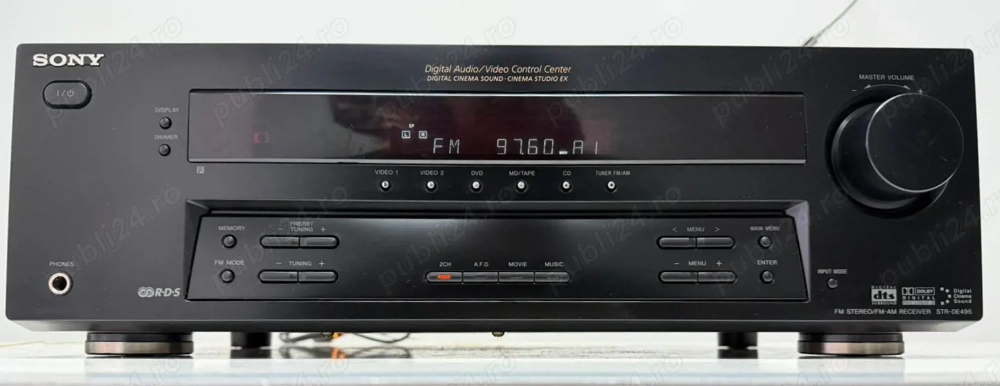 SONY
Digital Audio/Video Control Center
DIGITAL CINEMA SOUND · CINEMA STUDIO EX
MASTER VOLUME
- +
I/⏻
DISPLAY
DIMMER
SP
L R
FM 97.60 A1
VIDEO 1 VIDEO 2 DVD MD/TAPE CD TUNER FM/AM
MEMORY
- PRESET TUNING +
< MENU >
MAIN MENU
FM MODE
- TUNING +
2CH A.F.D. MOVIE MUSIC
- MENU +
ENTER
PHONES
INPUT MODE
R·D·S
DIGITAL
dts
SURROUND
DOLBY
DIGITAL
Digital
Cinema
Sound
FM STEREO/FM-AM RECEIVER STR-DE495
publi24.ro